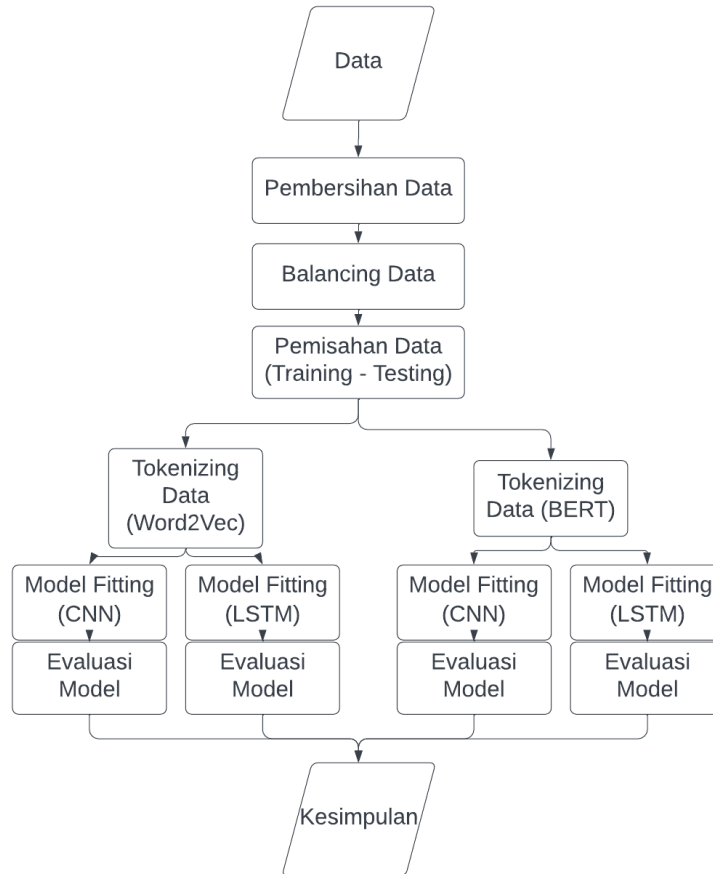 Data
Pembersihan Data
Balancing Data
Pemisahan Data
(Training - Testing)
Tokenizing
Data
(Word2Vec)
Tokenizing
Data (BERT)
Model Fitting
(CNN)
Model Fitting
(LSTM)
Model Fitting
(CNN)
Model Fitting
(LSTM)
Evaluasi
Model
Evaluasi
Model
Evaluasi
Model
Evaluasi
Model
Kesimpulan